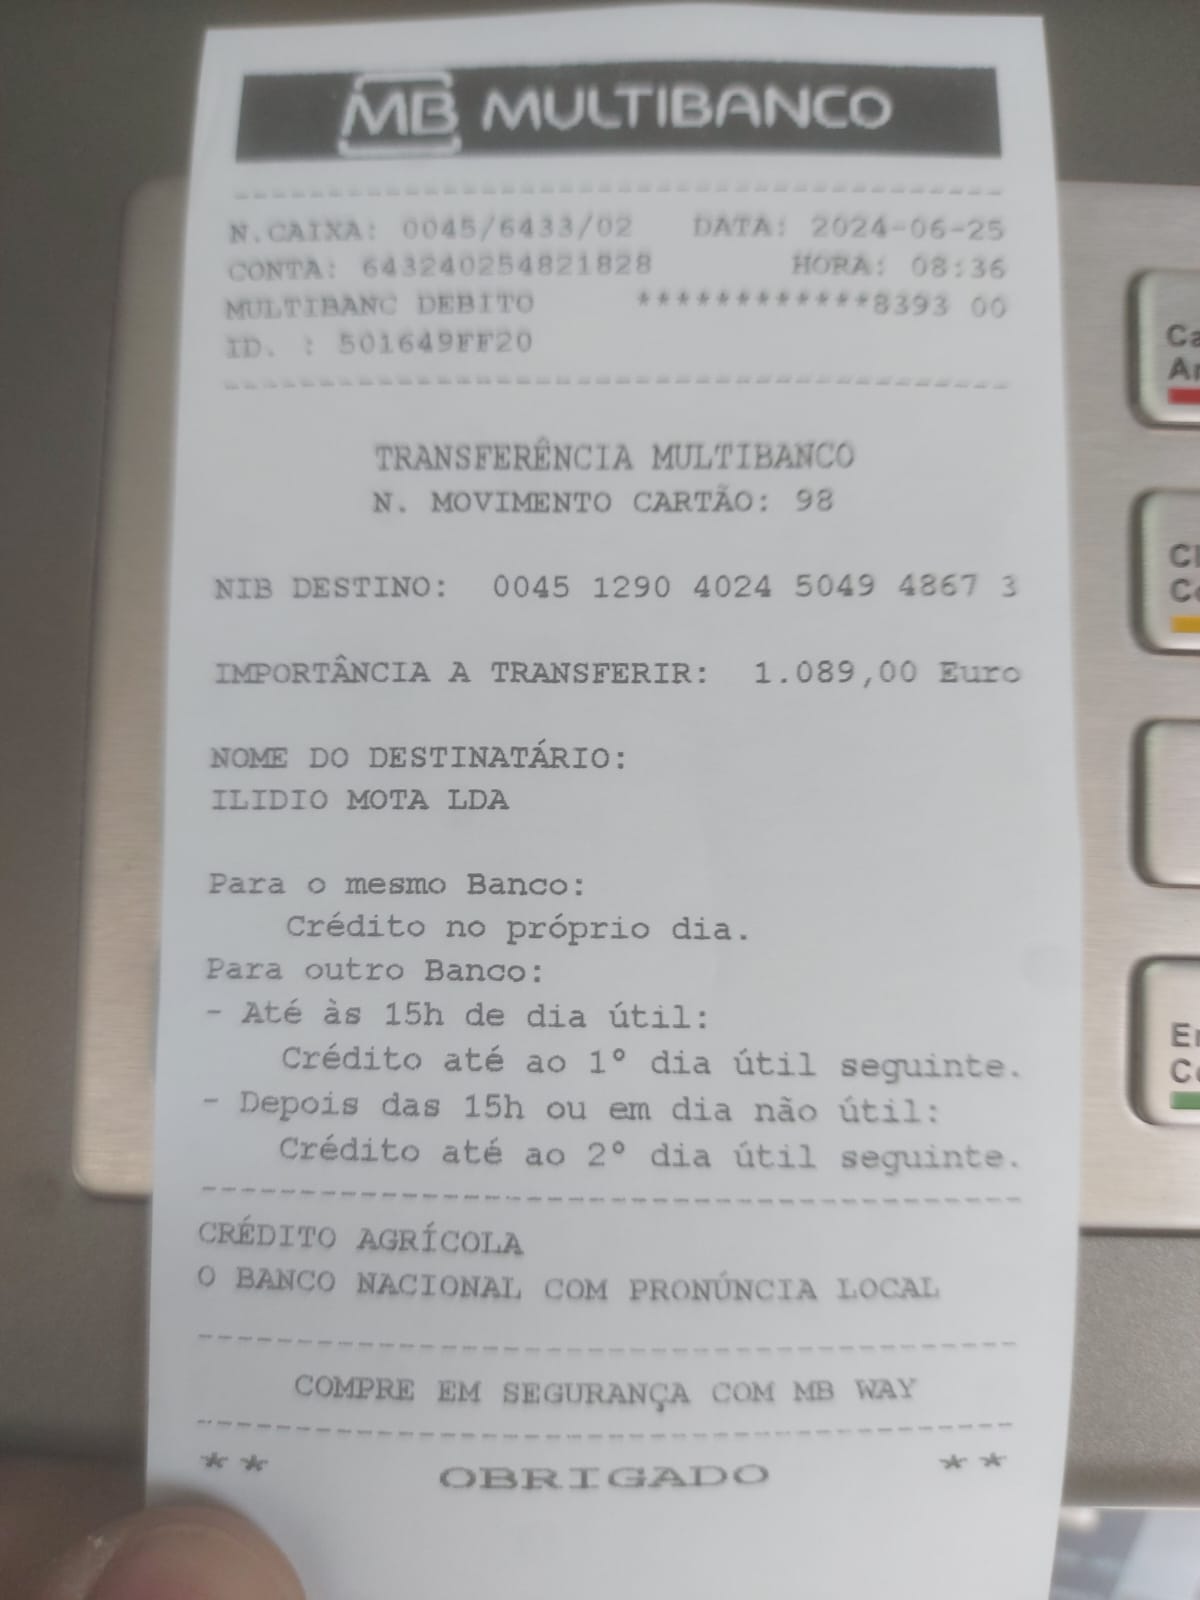 MB MULTIBANCO
N.CAIXA: 0045/6433/02 DATA: 2024-06-25
CONTA: 643240254821828 HORA: 08:36
MULTIBANC DEBITO ************8393 00
ID. : 501649FF20
TRANSFERÊNCIA MULTIBANCO
N. MOVIMENTO CARTÃO: 98
NIB DESTINO: 0045 1290 4024 5049 4867 3
IMPORTÂNCIA A TRANSFERIR: 1.089,00 Euro
NOME DO DESTINATÁRIO:
ILIDIO MOTA LDA
Para o mesmo Banco:
Crédito no próprio dia.
Para outro Banco:
- Até às 15h de dia útil:
Crédito até ao 1º dia útil seguinte.
- Depois das 15h ou em dia não útil:
Crédito até ao 2º dia útil seguinte.
CRÉDITO AGRÍCOLA
O BANCO NACIONAL COM PRONÚNCIA LOCAL
COMPRE EM SEGURANÇA COM MB WAY
** OBRIGADO **